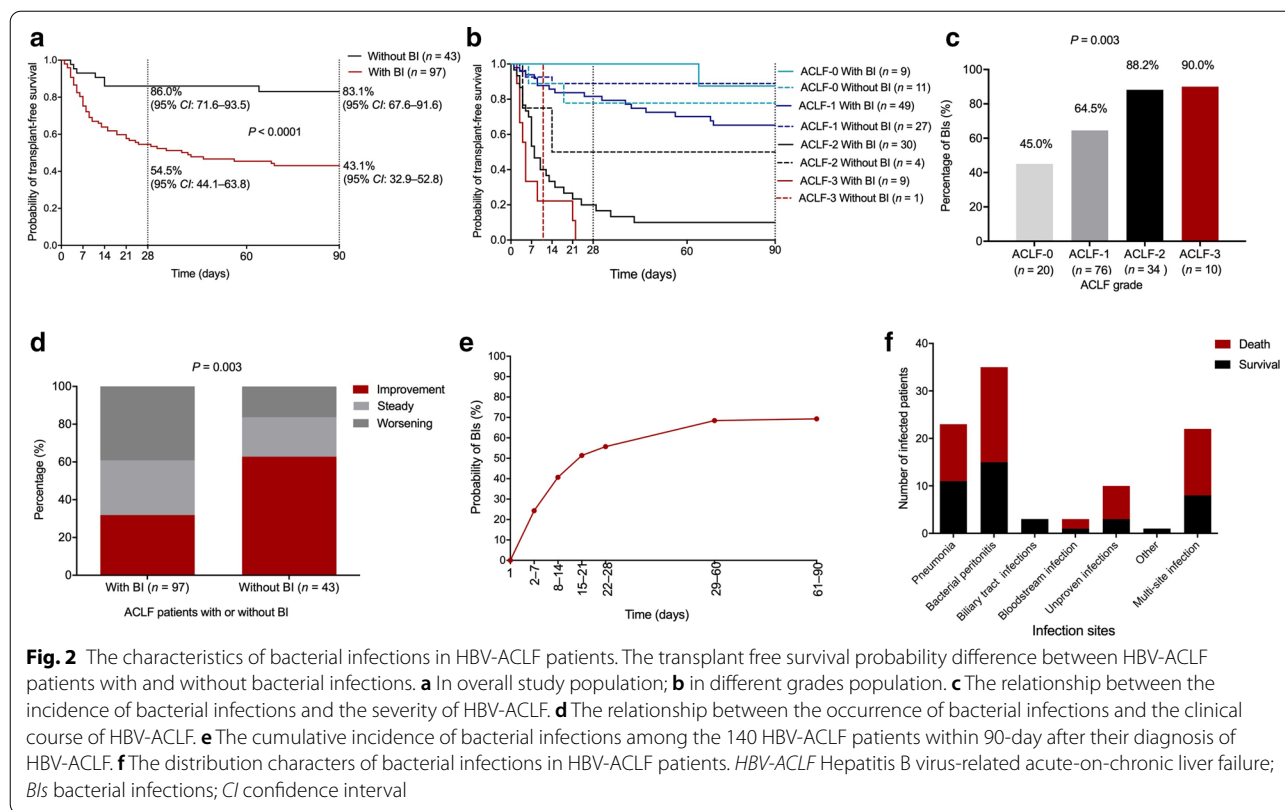 a
Without BI (n = 43)
With BI (n = 97)
Probability of transplant-free survival
1.0
0.8
0.6
0.4
0.2
0.0
86.0%
(95% CI: 71.6–93.5)
83.1%
(95% CI: 67.6–91.6)
P < 0.0001
54.5%
(95% CI: 44.1–63.8)
43.1%
(95% CI: 32.9–52.8)
0 7 14 21 28 60 90
Time (days)
b
Probability of transplant-free survival
1.0
0.8
0.6
0.4
0.2
0.0
ACLF-0 With BI (n = 9)
ACLF-0 Without BI (n = 11)
ACLF-1 With BI (n = 49)
ACLF-1 Without BI (n = 27)
ACLF-2 With BI (n = 30)
ACLF-2 Without BI (n = 4)
ACLF-3 With BI (n = 9)
ACLF-3 Without BI (n = 1)
0 7 14 20 28 60 90
Time (days)
c
P = 0.003
Percentage of BIs (%)
100
80
60
40
20
0
45.0%
64.5%
88.2%
90.0%
ACLF-0 ACLF-1 ACLF-2 ACLF-3
(n = 20) (n = 76) (n = 34 ) (n = 10)
ACLF grade
d
P = 0.003
Percentage (%)
100
80
60
40
20
0
Improvement
Steady
Worsening
With BI (n = 97) Without BI (n = 43)
ACLF patients with or without BI
e
Probability of BIs (%)
100
90
80
70
60
50
40
30
20
10
0
1 2–7 8–14 15–21 22–28 29–60 61–90
Time (days)
f
Death
Survival
Number of infected patients
40
30
20
10
0
Pneumonia
Bacterial peritonitis
Biliary tract infections
Bloodstream infection
Unproven infections
Other
Multi-site infection
Infection sites
Fig. 2 The characteristics of bacterial infections in HBV-ACLF patients. The transplant free survival probability difference between HBV-ACLF
patients with and without bacterial infections. a In overall study population; b in different grades population. c The relationship between the
incidence of bacterial infections and the severity of HBV-ACLF. d The relationship between the occurrence of bacterial infections and the clinical
course of HBV-ACLF. e The cumulative incidence of bacterial infections among the 140 HBV-ACLF patients within 90-day after their diagnosis of
HBV-ACLF. f The distribution characters of bacterial infections in HBV-ACLF patients. HBV-ACLF Hepatitis B virus-related acute-on-chronic liver failure;
BIs bacterial infections; CI confidence interval